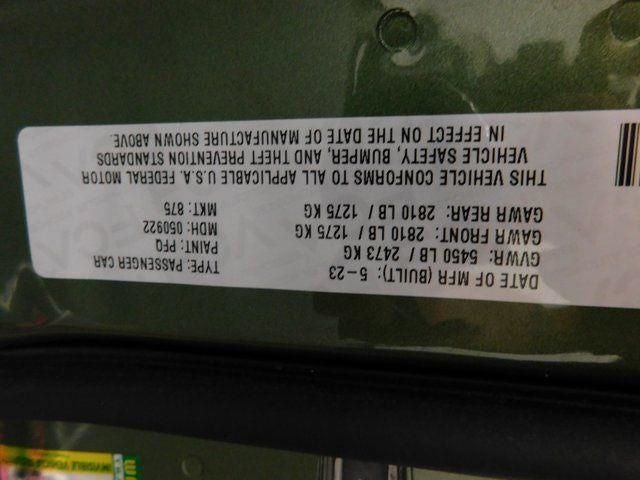 DATE OF MFR (BUILT): 5-23 TYPE: PASSENGER CAR
GVWR: 5450 LB / 2473 KG PAINT: PFQ
GAWR FRONT: 2810 LB / 1275 KG MDH: 050922
GAWR REAR: 2810 LB / 1275 KG MKT: 875
THIS VEHICLE CONFORMS TO ALL APPLICABLE U.S.A. FEDERAL MOTOR
VEHICLE SAFETY, BUMPER, AND THEFT PREVENTION STANDARDS
IN EFFECT ON THE DATE OF MANUFACTURE SHOWN ABOVE.